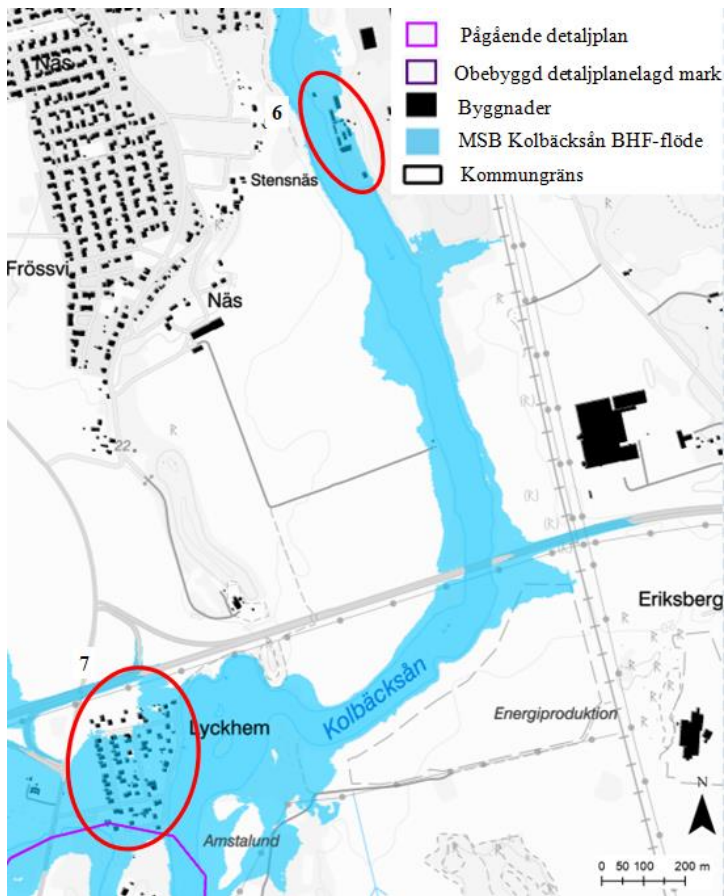 Pågående detaljplan
Obebyggd detaljplanelagd mark
Byggnader
MSB Kolbäcksån BHF-flöde
Kommungräns
Näs
6
Stensnäs
R
Frössvi
Näs
R
R
(R)
R
22
(R)
(R)
(R)
Eriksberg
7
Lyckhem
Kolbäcksån
Energiproduktion
R
(R)
R
N
Amstalund
0 50 100 200 m